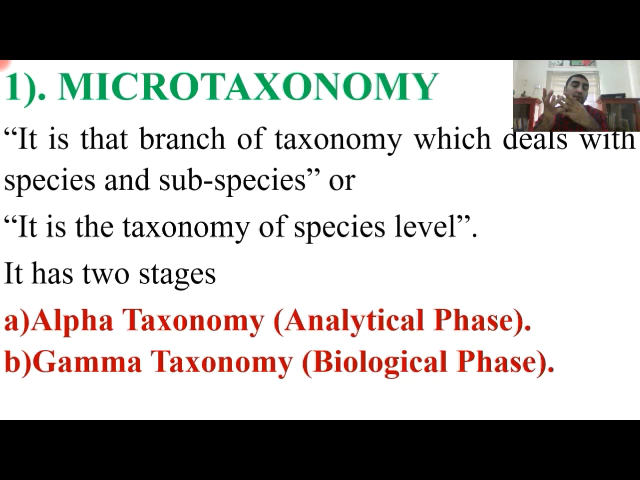 1). MICROTAXONOMY
“It is that branch of taxonomy which deals with
species and sub-species” or
“It is the taxonomy of species level”.
It has two stages
a)Alpha Taxonomy (Analytical Phase).
b)Gamma Taxonomy (Biological Phase).